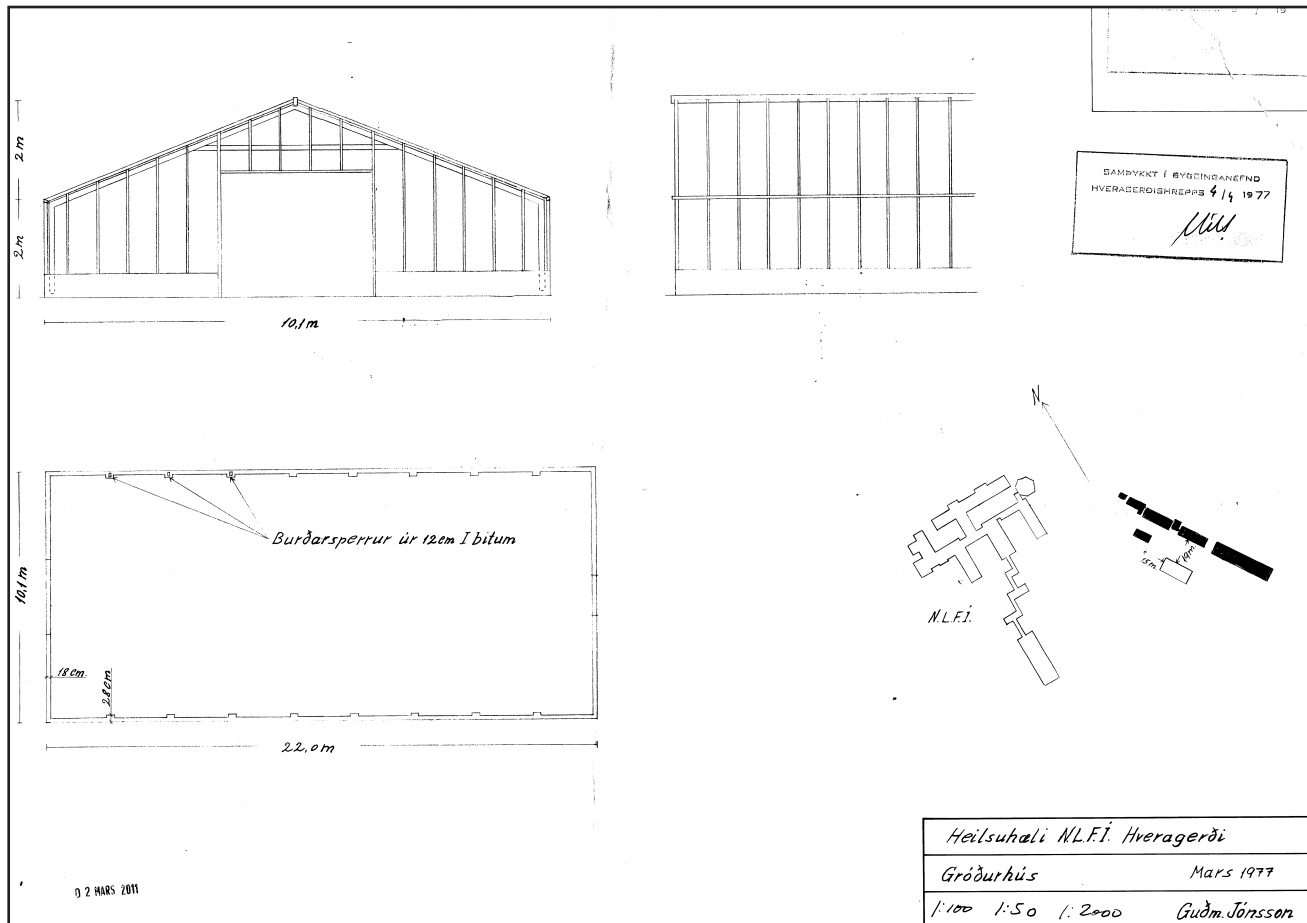 2m
2m
10,1m
SAMÞYKKT Í BYGGINGANEFND
HVERAGERÐISHREPPS 4/4 1977
N
10,1m
Burðarsperrur úr 12cm I bitum
18cm
28cm
22,0m
N.L.F.Í.
15m
19m
Heilsuhæli N.L.F.Í. Hveragerði
Gróðurhús Mars 1977
1:100 1:50 1:2000 Guðm. Jónsson
02 MARS 2011